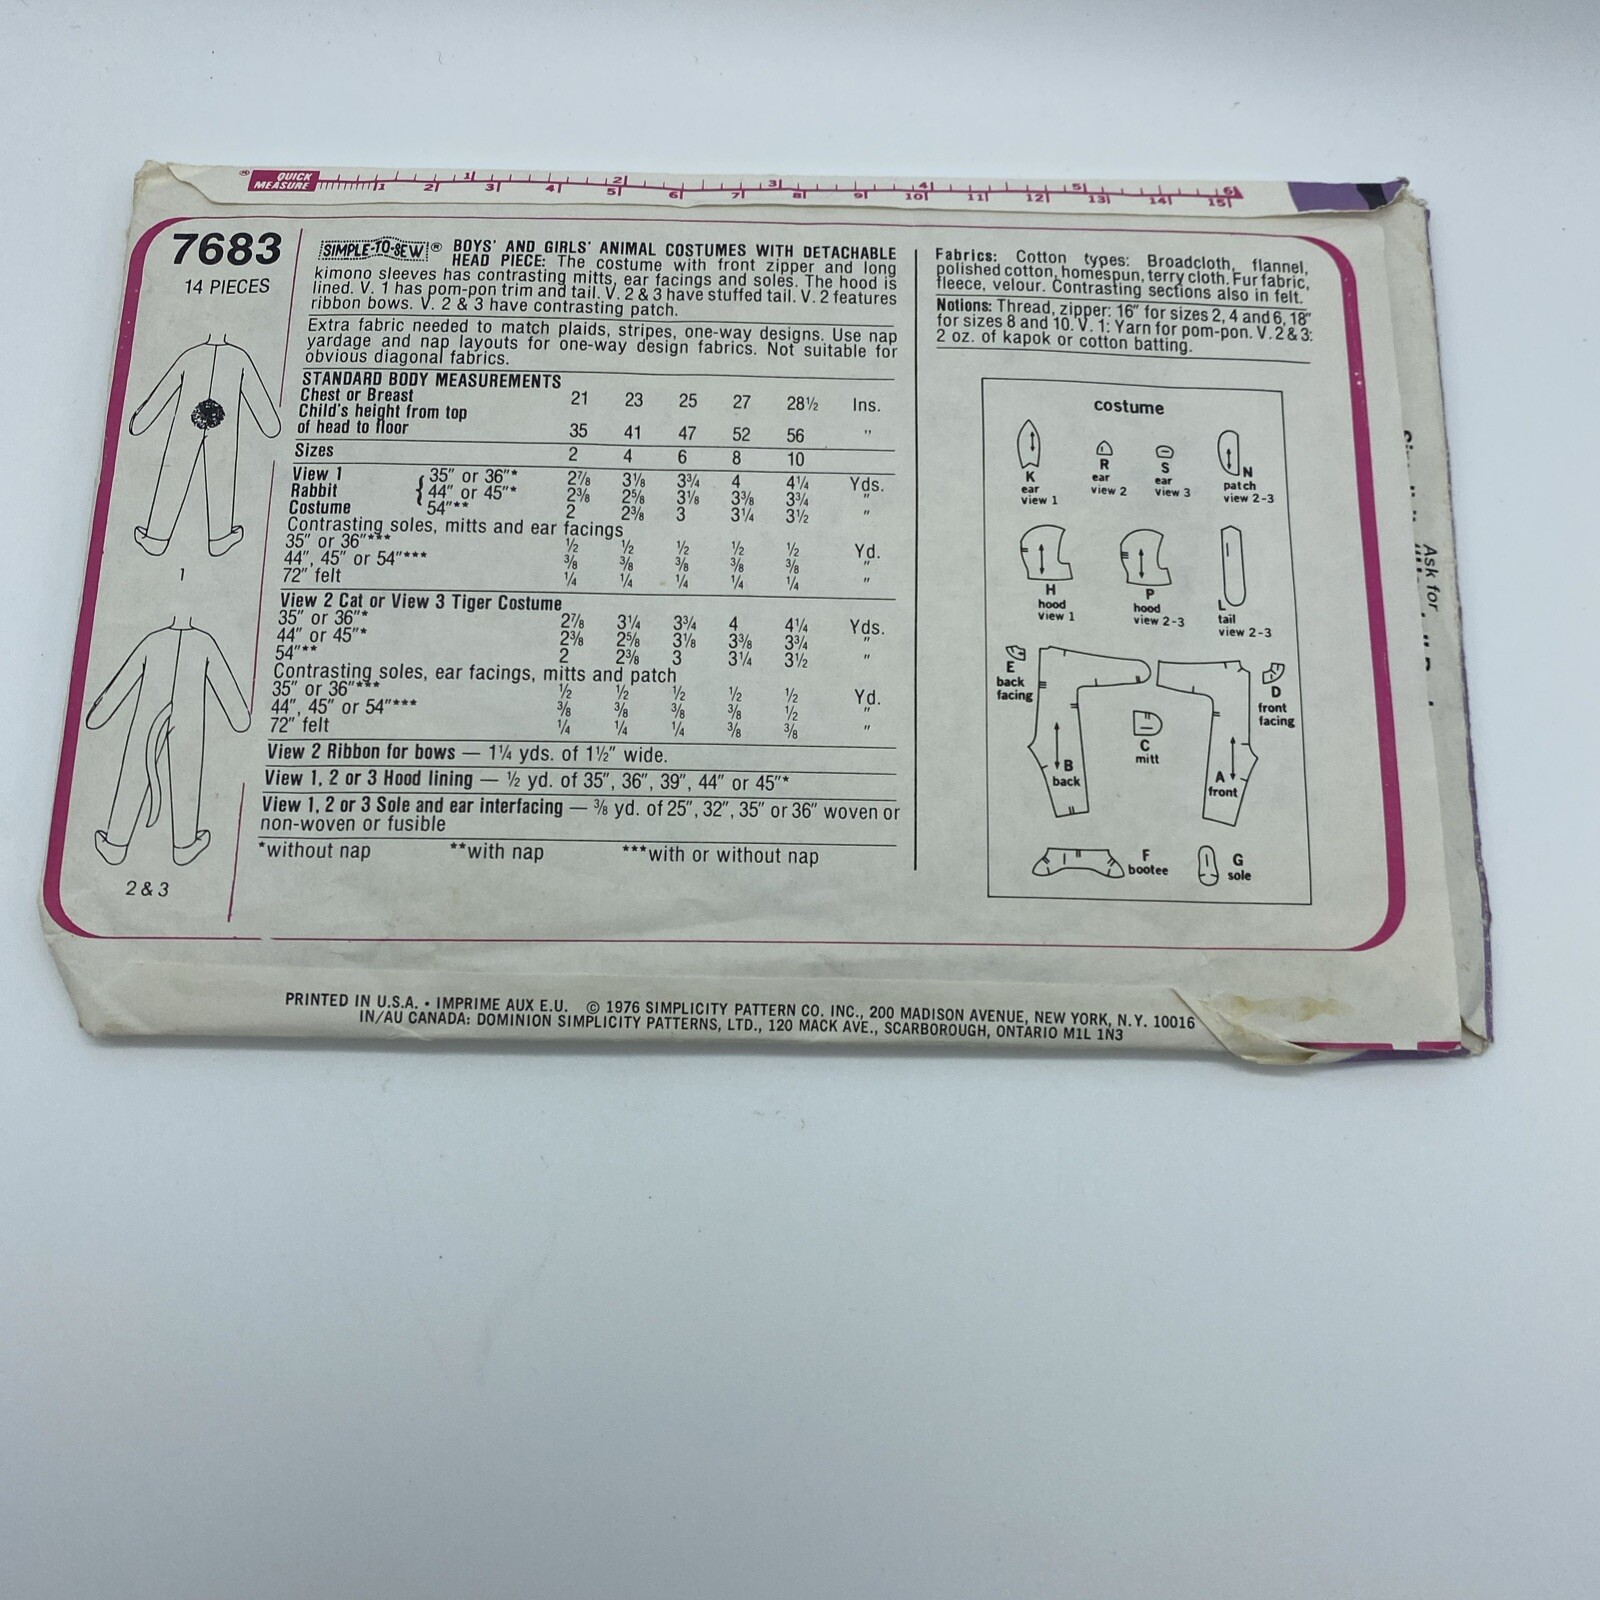 ® QUICK
MEASURE
1 2 3 4 5 6
1 2 3 4 5 6 7 8 9 10 11 12 13 14 15
7683
14 PIECES
1
2 & 3
SIMPLE-TO-SEW ® BOYS' AND GIRLS' ANIMAL COSTUMES WITH DETACHABLE
HEAD PIECE: The costume with front zipper and long
kimono sleeves has contrasting mitts, ear facings and soles. The hood is
lined. V. 1 has pom-pon trim and tail. V. 2 & 3 have stuffed tail. V. 2 features
ribbon bows. V. 2 & 3 have contrasting patch.
Extra fabric needed to match plaids, stripes, one-way designs. Use nap
yardage and nap layouts for one-way design fabrics. Not suitable for
obvious diagonal fabrics.
STANDARD BODY MEASUREMENTS
Chest or Breast 21 23 25 27 28½ Ins.
Child's height from top
of head to floor 35 41 47 52 56 "
Sizes 2 4 6 8 10
View 1 35" or 36"* 2⅞ 3⅛ 3¾ 4 4¼ Yds.
Rabbit { 44" or 45"* 2⅜ 2⅝ 3⅛ 3⅜ 3¾ "
Costume 54"** 2 2⅜ 3 3¼ 3½ "
Contrasting soles, mitts and ear facings
35" or 36"*** ½ ½ ½ ½ ½ Yd.
44", 45" or 54"*** ⅜ ⅜ ⅜ ⅜ ⅜ "
72" felt ¼ ¼ ¼ ¼ ¼ "
View 2 Cat or View 3 Tiger Costume
35" or 36"* 2⅞ 3¼ 3¾ 4 4¼ Yds.
44" or 45"* 2⅜ 2⅝ 3⅛ 3⅜ 3¾ "
54"** 2 2⅜ 3 3¼ 3½ "
Contrasting soles, ear facings, mitts and patch
35" or 36"*** ½ ½ ½ ½ ½ Yd.
44", 45" or 54"*** ⅜ ⅜ ⅜ ⅜ ½ "
72" felt ¼ ¼ ¼ ⅜ ⅜ "
View 2 Ribbon for bows — 1¼ yds. of 1½" wide.
View 1, 2 or 3 Hood lining — ½ yd. of 35", 36", 39", 44" or 45"*
View 1, 2 or 3 Sole and ear interfacing — ⅜ yd. of 25", 32", 35" or 36" woven or
non-woven or fusible
*without nap **with nap ***with or without nap
Fabrics: Cotton types: Broadcloth, flannel,
polished cotton, homespun, terry cloth. Fur fabric,
fleece, velour. Contrasting sections also in felt.
Notions: Thread, zipper: 16" for sizes 2, 4 and 6, 18"
for sizes 8 and 10. V. 1: Yarn for pom-pon. V. 2 & 3:
2 oz. of kapok or cotton batting.
costume
K
ear
view 1
R
ear
view 2
S
ear
view 3
N
patch
view 2-3
H
hood
view 1
P
hood
view 2-3
L
tail
view 2-3
E
back
facing
D
front
facing
C
mitt
B
back
A
front
F
bootee
G
sole
Ask for
PRINTED IN U.S.A. • IMPRIME AUX E.U. © 1976 SIMPLICITY PATTERN CO. INC., 200 MADISON AVENUE, NEW YORK, N.Y. 10016
IN/AU CANADA: DOMINION SIMPLICITY PATTERNS, LTD., 120 MACK AVE., SCARBOROUGH, ONTARIO M1L 1N3